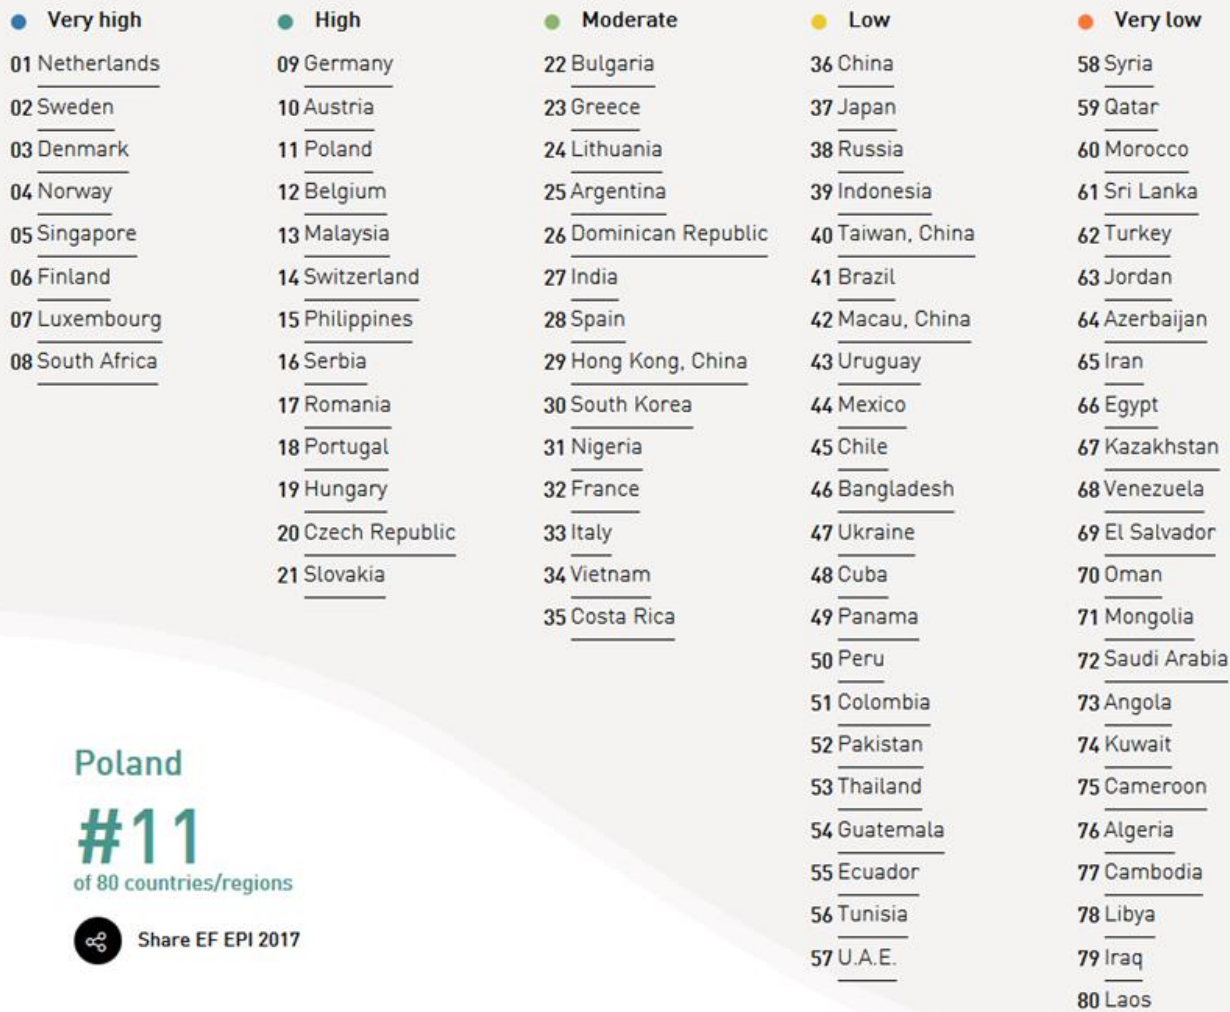 Very high
01 Netherlands
02 Sweden
03 Denmark
04 Norway
05 Singapore
06 Finland
07 Luxembourg
08 South Africa
High
09 Germany
10 Austria
11 Poland
12 Belgium
13 Malaysia
14 Switzerland
15 Philippines
16 Serbia
17 Romania
18 Portugal
19 Hungary
20 Czech Republic
21 Slovakia
Moderate
22 Bulgaria
23 Greece
24 Lithuania
25 Argentina
26 Dominican Republic
27 India
28 Spain
29 Hong Kong, China
30 South Korea
31 Nigeria
32 France
33 Italy
34 Vietnam
35 Costa Rica
Low
36 China
37 Japan
38 Russia
39 Indonesia
40 Taiwan, China
41 Brazil
42 Macau, China
43 Uruguay
44 Mexico
45 Chile
46 Bangladesh
47 Ukraine
48 Cuba
49 Panama
50 Peru
51 Colombia
52 Pakistan
53 Thailand
54 Guatemala
55 Ecuador
56 Tunisia
57 U.A.E.
Very low
58 Syria
59 Qatar
60 Morocco
61 Sri Lanka
62 Turkey
63 Jordan
64 Azerbaijan
65 Iran
66 Egypt
67 Kazakhstan
68 Venezuela
69 El Salvador
70 Oman
71 Mongolia
72 Saudi Arabia
73 Angola
74 Kuwait
75 Cameroon
76 Algeria
77 Cambodia
78 Libya
79 Iraq
80 Laos
Poland
#11
of 80 countries/regions
Share EF EPI 2017